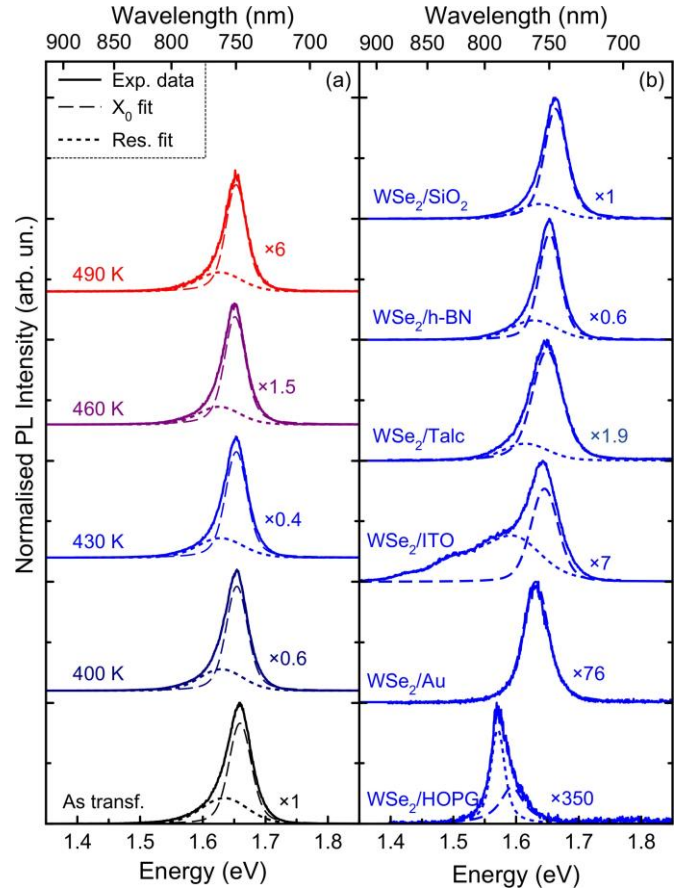 Wavelength (nm) Wavelength (nm)
900 850 800 750 700 900 850 800 750 700
(a) (b)
Exp. data
X₀ fit
Res. fit
Normalised PL Intensity (arb. un.)
490 K ×6
460 K ×1.5
430 K ×0.4
400 K ×0.6
As transf. ×1
WSe₂/SiO₂ ×1
WSe₂/h-BN ×0.6
WSe₂/Talc ×1.9
WSe₂/ITO ×7
WSe₂/Au ×76
WSe₂/HOPG ×350
1.4 1.5 1.6 1.7 1.8 1.4 1.5 1.6 1.7 1.8
Energy (eV) Energy (eV)